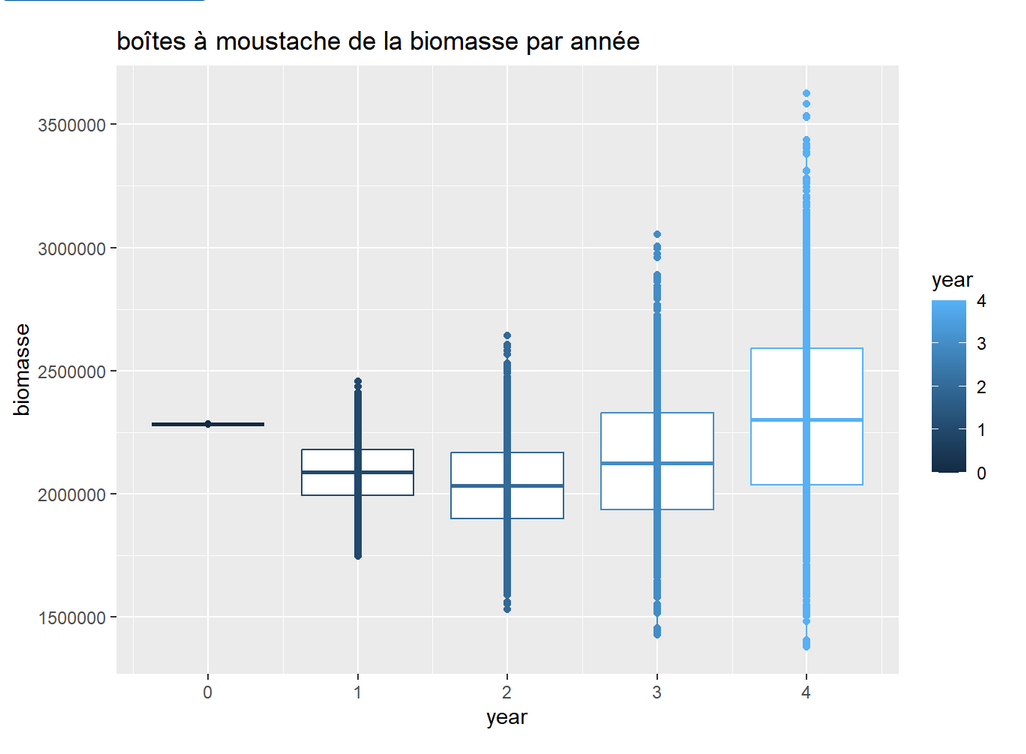 boîtes à moustache de la biomasse par année
3500000
3000000
2500000
2000000
1500000
biomasse
0 1 2 3 4
year
year
4
3
2
1
0